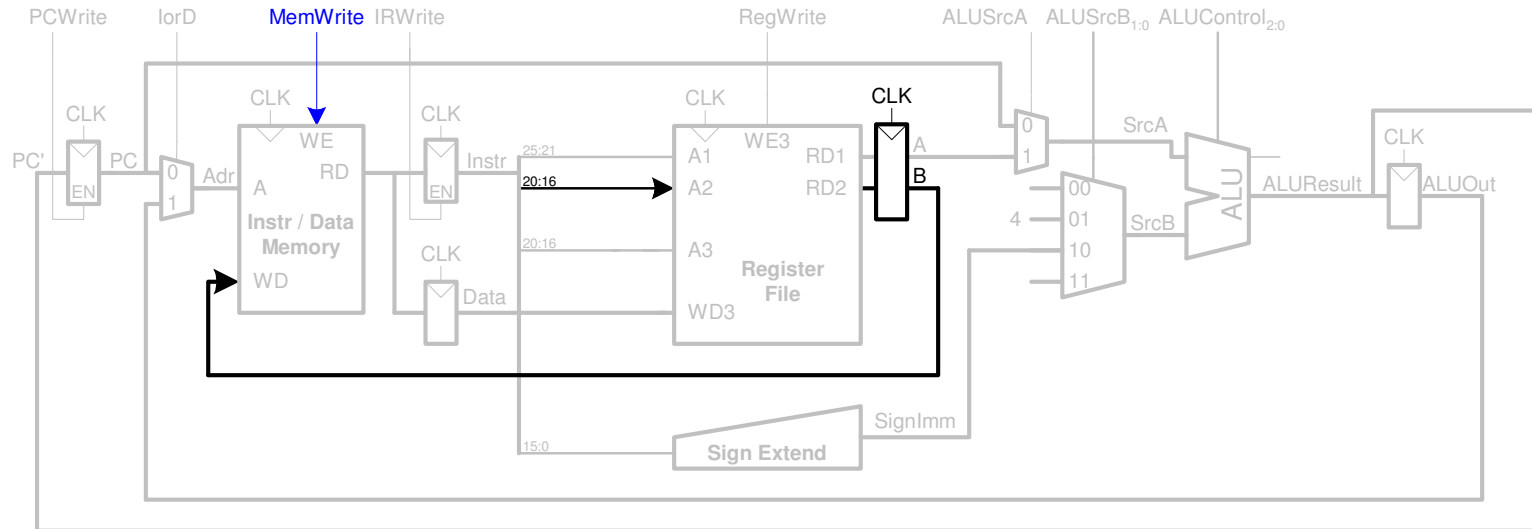 PCWrite IorD MemWrite IRWrite RegWrite ALUSrcA ALUSrcB1:0 ALUControl2:0
CLK CLK CLK CLK CLK CLK
PC' PC EN
0 1 Adr
A WE RD WD
Instr / Data
Memory
EN Instr
Data CLK
25:21
20:16
20:16
15:0
A1 A2 A3 WD3 WE3 RD1 RD2
Register
File
A
B
0 1 SrcA
4 00 01 10 11 SrcB
ALU ALUResult ALUOut
SignImm
Sign Extend